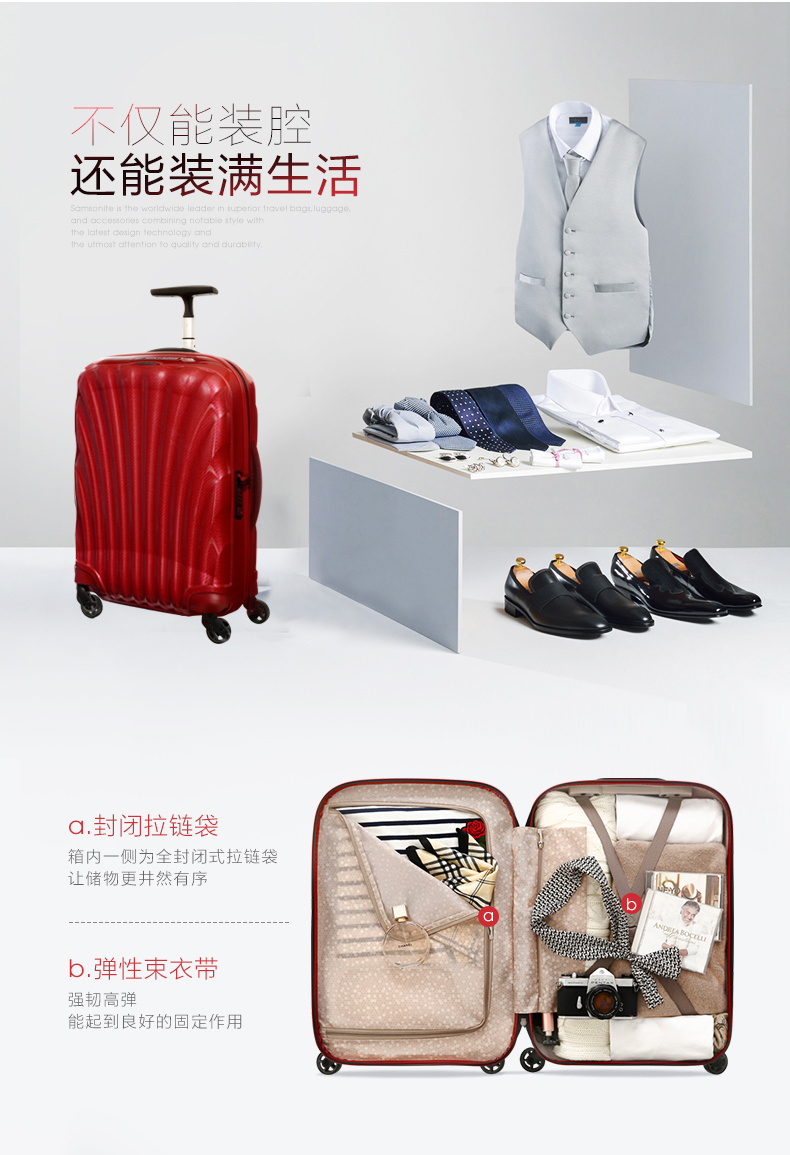 不仅能装腔
还能装满生活
Samsonite is the worldwide leader in superior travel bags, luggage,
and accessories combining notable style with
the latest design technology and
the utmost attention to quality and durability.
a.封闭拉链袋
箱内一侧为全封闭式拉链袋
让储物更井然有序
b.弹性束衣带
强韧高弹
能起到良好的固定作用
a
b
CHANEL
ANDREA BOCELLI
PENTAX